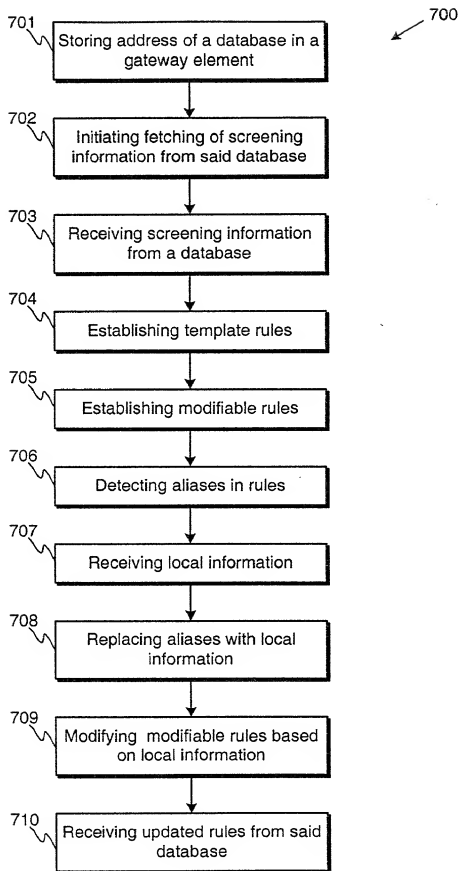 700
701
Storing address of a database in a
gateway element
702
Initiating fetching of screening
information from said database
703
Receiving screening information
from a database
704
Establishing template rules
705
Establishing modifiable rules
706
Detecting aliases in rules
707
Receiving local information
708
Replacing aliases with local
information
709
Modifying modifiable rules based
on local information
710
Receiving updated rules from said
database